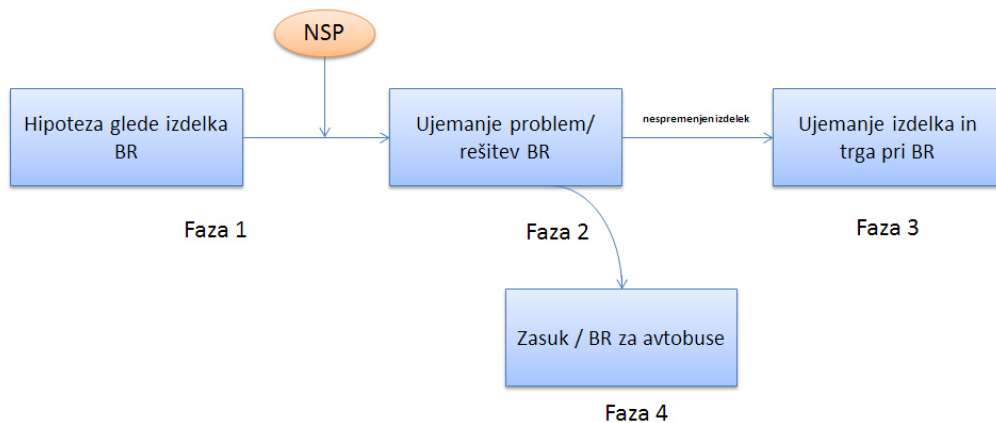 NSP
Hipoteza glede izdelka
BR
Ujemanje problem/
rešitev BR
nespremenjen izdelek
Ujemanje izdelka in
trga pri BR
Faza 1
Faza 2
Faza 3
Zasuk / BR za avtobuse
Faza 4